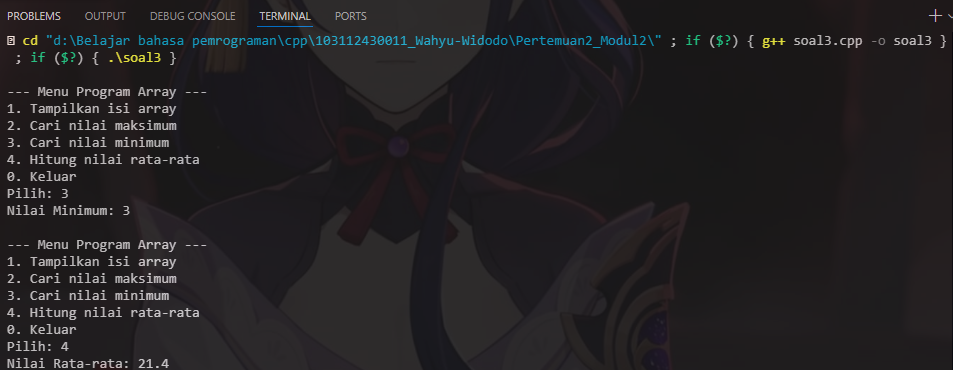 PROBLEMS OUTPUT DEBUG CONSOLE TERMINAL PORTS
cd "d:\Belajar bahasa pemrograman\cpp\103112430011_Wahyu-Widodo\Pertemuan2_Modul2\" ; if ($?) { g++ soal3.cpp -o soal3 }
; if ($?) { .\soal3 }
--- Menu Program Array ---
1. Tampilkan isi array
2. Cari nilai maksimum
3. Cari nilai minimum
4. Hitung nilai rata-rata
0. Keluar
Pilih: 3
Nilai Minimum: 3
--- Menu Program Array ---
1. Tampilkan isi array
2. Cari nilai maksimum
3. Cari nilai minimum
4. Hitung nilai rata-rata
0. Keluar
Pilih: 4
Nilai Rata-rata: 21.4